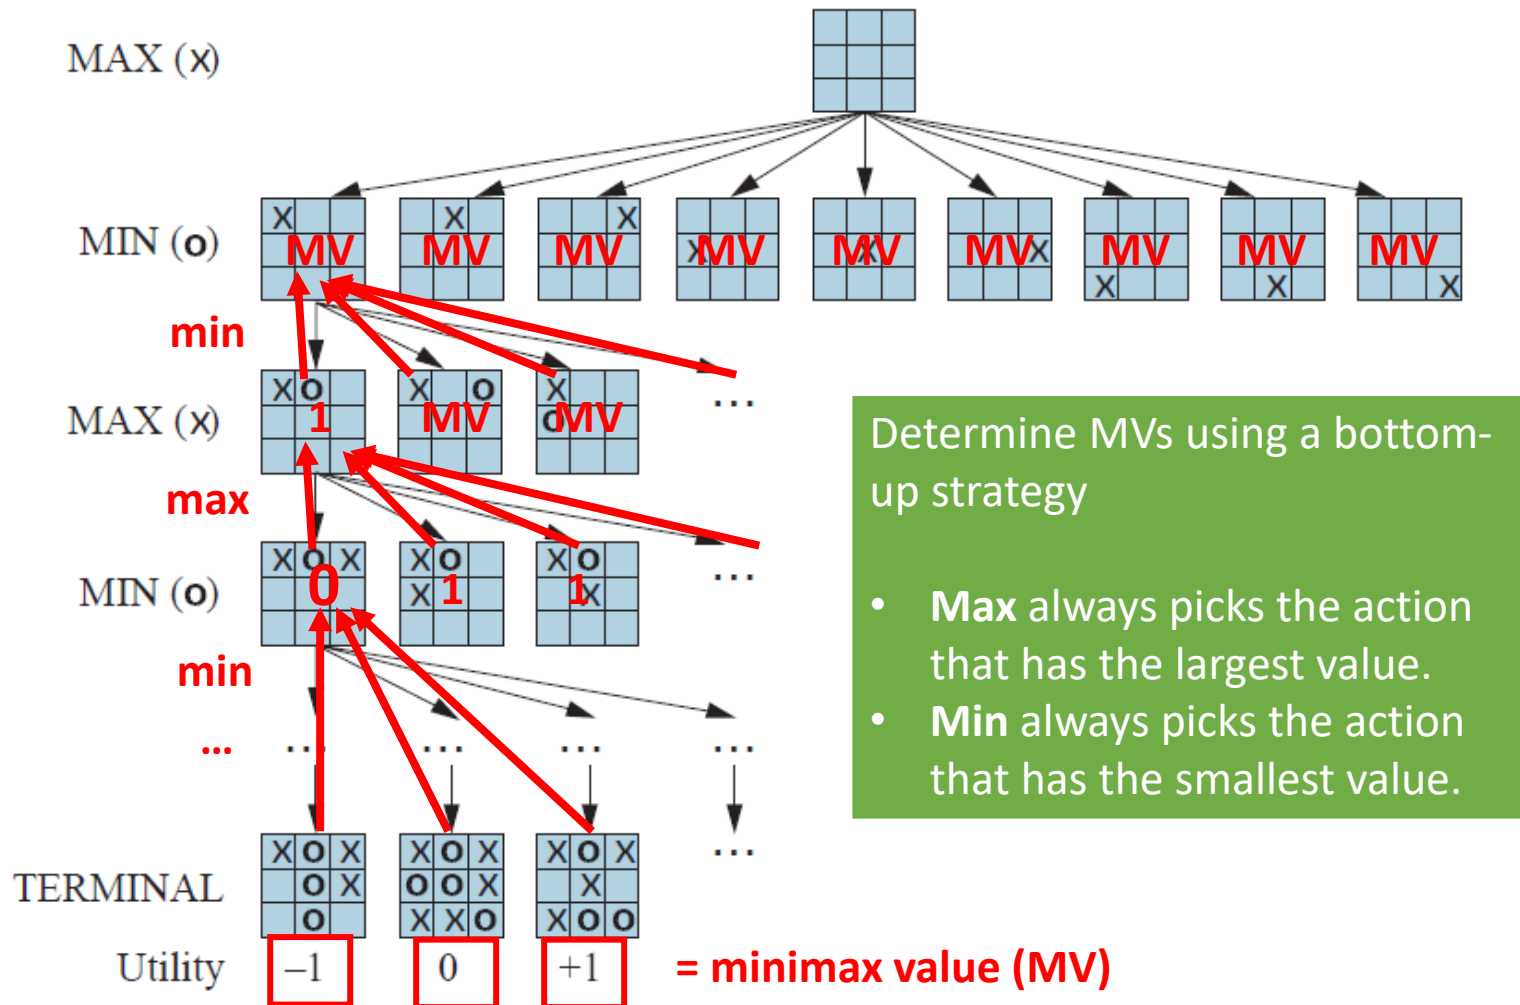 MAX (x)
MIN (o)
X X X X X X X X X
MV MV MV MV MV MV MV MV MV
min
MAX (x)
X O X O X O
1 MV MV ...
max
MIN (o)
X O X X O X O
X X
0 1 1 ...
min
... ... ... ... ...
TERMINAL
X O X X O X X O X
O X O O X X
O X X O X O O
...
Utility -1 0 +1 = minimax value (MV)
Determine MVs using a bottom-
up strategy
• Max always picks the action
that has the largest value.
• Min always picks the action
that has the smallest value.